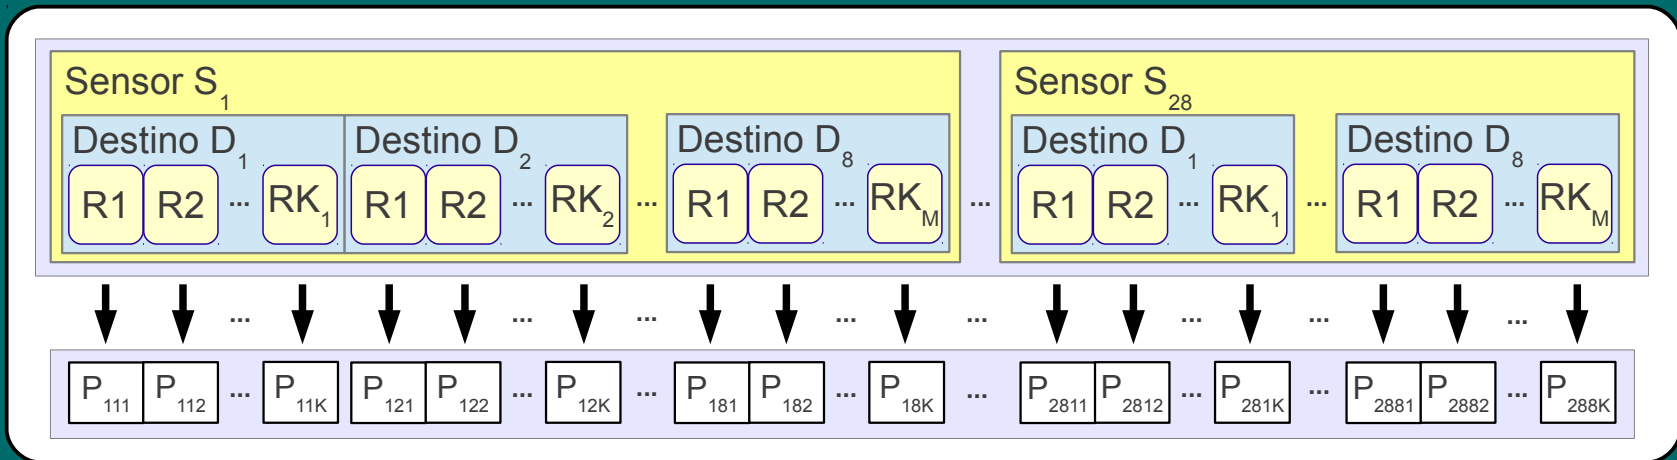 Sensor S1 Sensor S28
Destino D1 Destino D2 Destino D8 Destino D1 Destino D8
R1 R2 ... RK1 R1 R2 ... RK2 ... R1 R2 ... RKM ... R1 R2 ... RK1 ... R1 R2 ... RKM
... ... ... ... ... ... ... ...
P111 P112 ... P11K P121 P122 ... P12K ... P181 P182 ... P18K ... P2811 P2812 ... P281K ... P2881 P2882 ... P288K